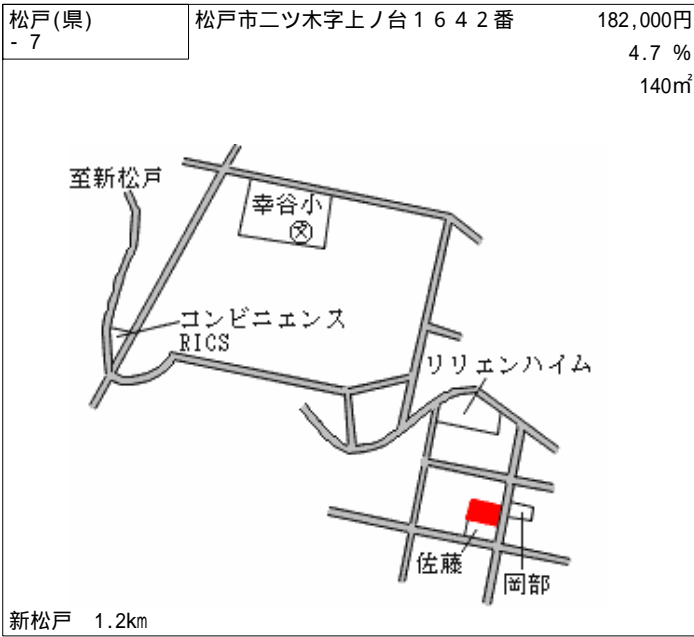 松戸(県)
- 7
松戸市二ツ木字上ノ台１６４２番
182,000円
4.7 %
140㎡
至新松戸
幸谷小
文
コンビニエンス
RICS
リリエンハイム
佐藤
岡部
新松戸 1.2km